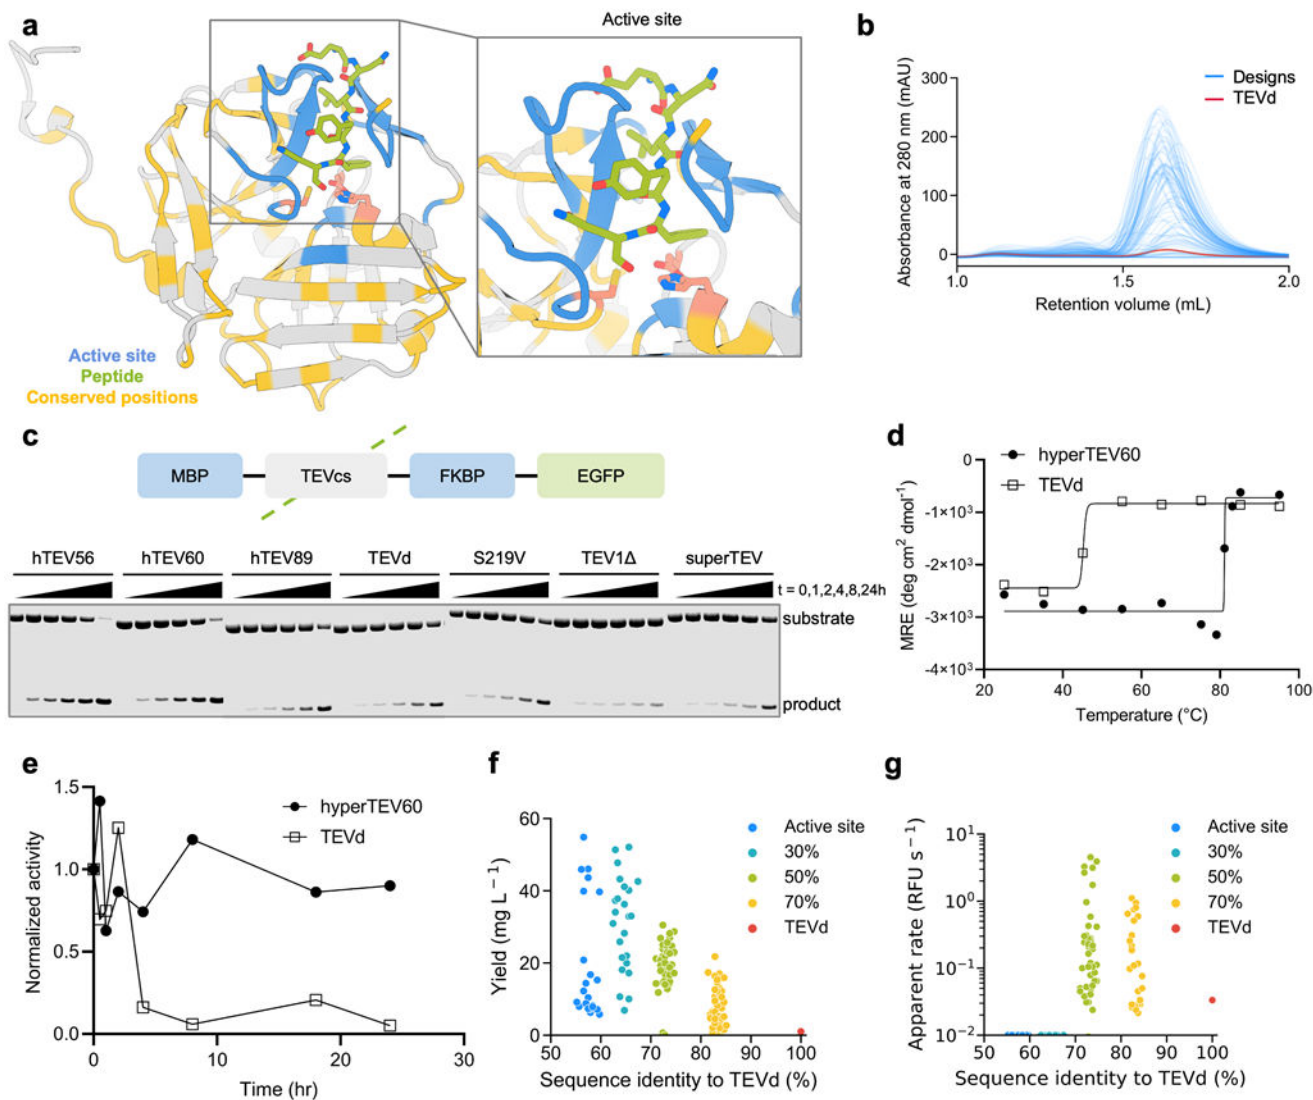 a
Active site
Active site
Peptide
Conserved positions
b
Absorbance at 280 nm (mAU)
300
200
100
0
1.0
1.5
2.0
Retention volume (mL)
Designs
TEVd
c
MBP
TEVcs
FKBP
EGFP
hTEV56
hTEV60
hTEV89
TEVd
S219V
TEV1Δ
superTEV
t = 0,1,2,4,8,24h
substrate
product
d
hyperTEV60
TEVd
MRE (deg cm² dmol⁻¹)
0
-1×10³
-2×10³
-3×10³
-4×10³
20
40
60
80
100
Temperature (°C)
e
hyperTEV60
TEVd
Normalized activity
1.5
1.0
0.5
0.0
0
10
20
30
Time (hr)
f
Yield (mg L⁻¹)
60
40
20
0
50
60
70
80
90
100
Sequence identity to TEVd (%)
Active site
30%
50%
70%
TEVd
g
Apparent rate (RFU s⁻¹)
10¹
10⁰
10⁻¹
10⁻²
50
60
70
80
90
100
Sequence identity to TEVd (%)
Active site
30%
50%
70%
TEVd